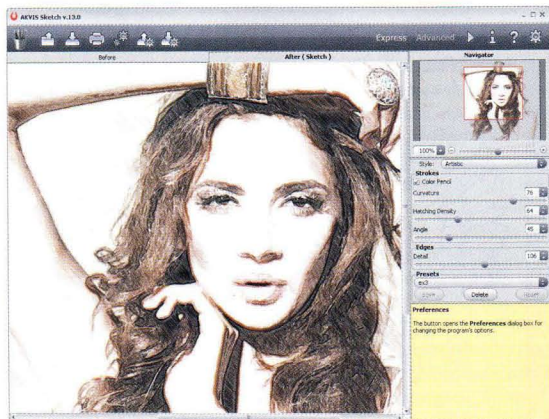 AKVIS Sketch v.13.0
Express Advanced
Before
After ( Sketch )
Navigator
100%
Style: Artistic
Strokes
Color Pencil
Curvature 76
Hatching Density 64
Angle 45
Edges
Detail 106
Presets
ex3
Save Delete Reset
Preferences
The button opens the Preferences dialog box for
changing the program's options.